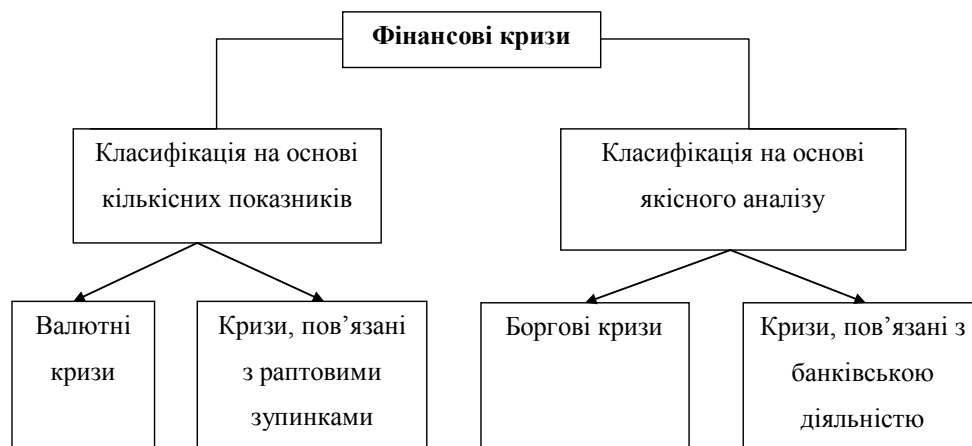 Фінансові кризи
Класифікація на основі
кількісних показників
Класифікація на основі
якісного аналізу
Валютні
кризи
Кризи, пов’язані
з раптовими
зупинками
Боргові кризи
Кризи, пов’язані з
банківською
діяльністю